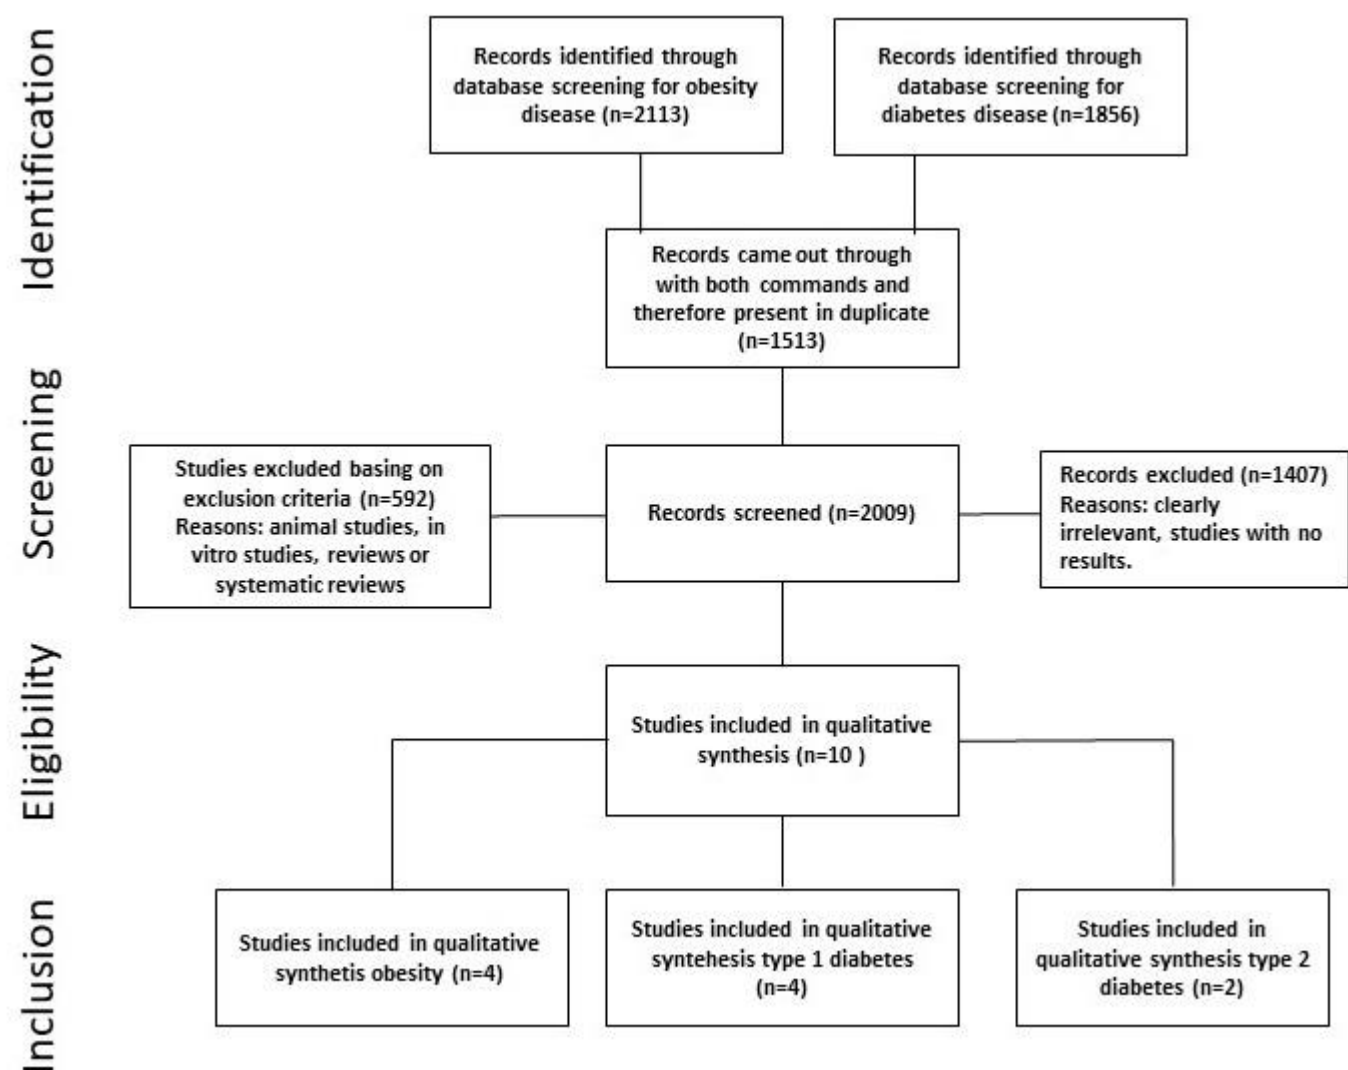 Identification
Records identified through
database screening for obesity
disease (n=2113)
Records identified through
database screening for
diabetes disease (n=1856)
Records came out through
with both commands and
therefore present in duplicate
(n=1513)
Screening
Studies excluded basing on
exclusion criteria (n=592)
Reasons: animal studies, in
vitro studies, reviews or
systematic reviews
Records screened (n=2009)
Records excluded (n=1407)
Reasons: clearly
irrelevant, studies with no
results.
Eligibility
Studies included in qualitative
synthesis (n=10 )
Inclusion
Studies included in qualitative
synthetis obesity (n=4)
Studies included in qualitative
syntehesis type 1 diabetes
(n=4)
Studies included in
qualitative synthesis type 2
diabetes (n=2)